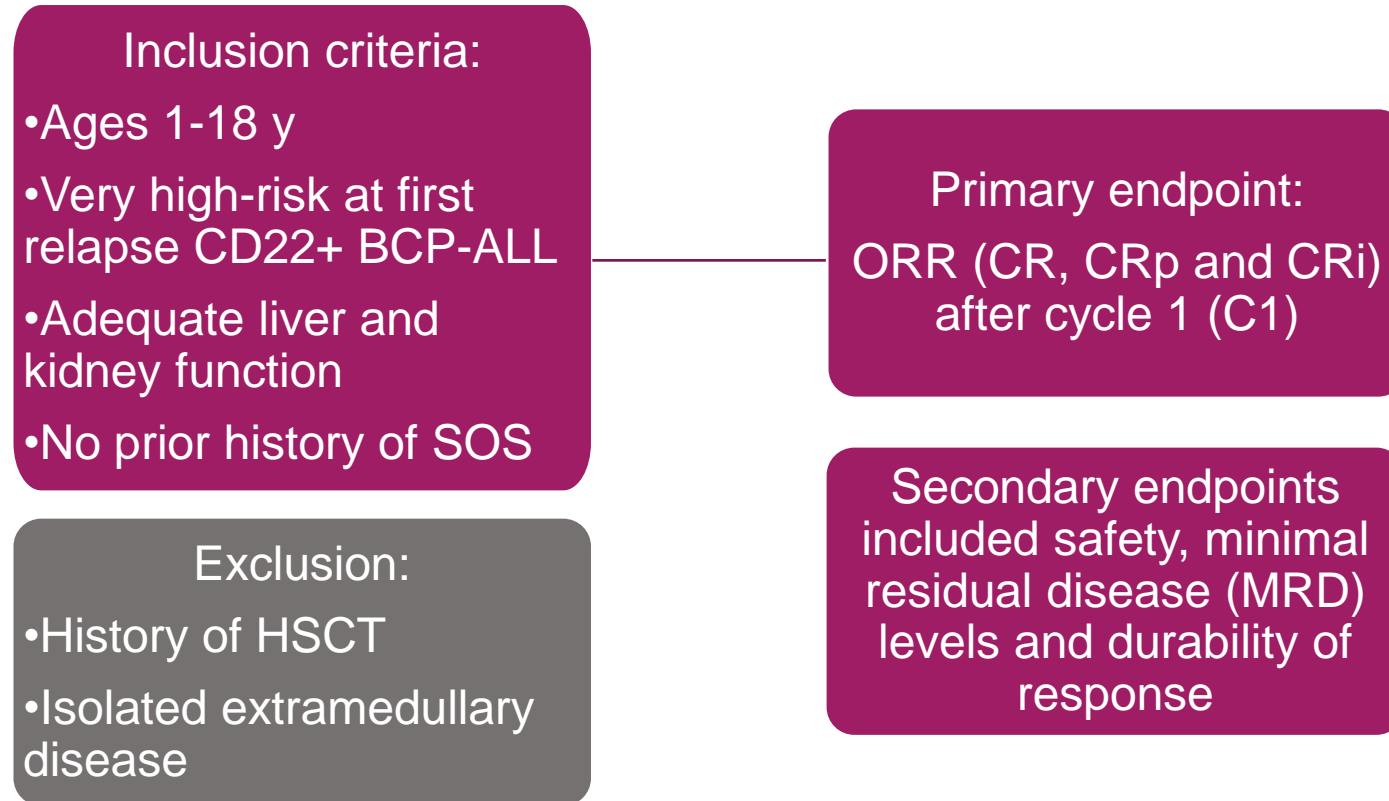 Inclusion criteria:
•Ages 1-18 y
•Very high-risk at first
relapse CD22+ BCP-ALL
•Adequate liver and
kidney function
•No prior history of SOS
Exclusion:
•History of HSCT
•Isolated extramedullary
disease
Primary endpoint:
ORR (CR, CRp and CRi)
after cycle 1 (C1)
Secondary endpoints
included safety, minimal
residual disease (MRD)
levels and durability of
response